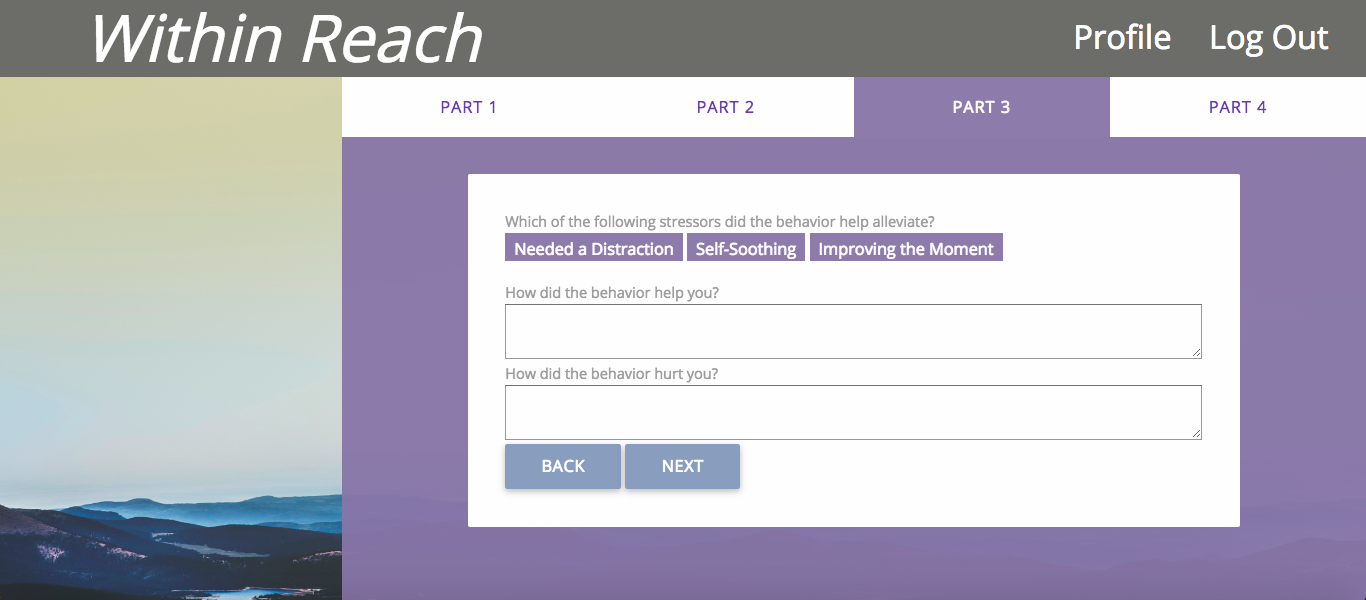 Within Reach Profile Log Out
PART 1 PART 2 PART 3 PART 4
Which of the following stressors did the behavior help alleviate?
Needed a Distraction Self-Soothing Improving the Moment
How did the behavior help you?
How did the behavior hurt you?
BACK NEXT